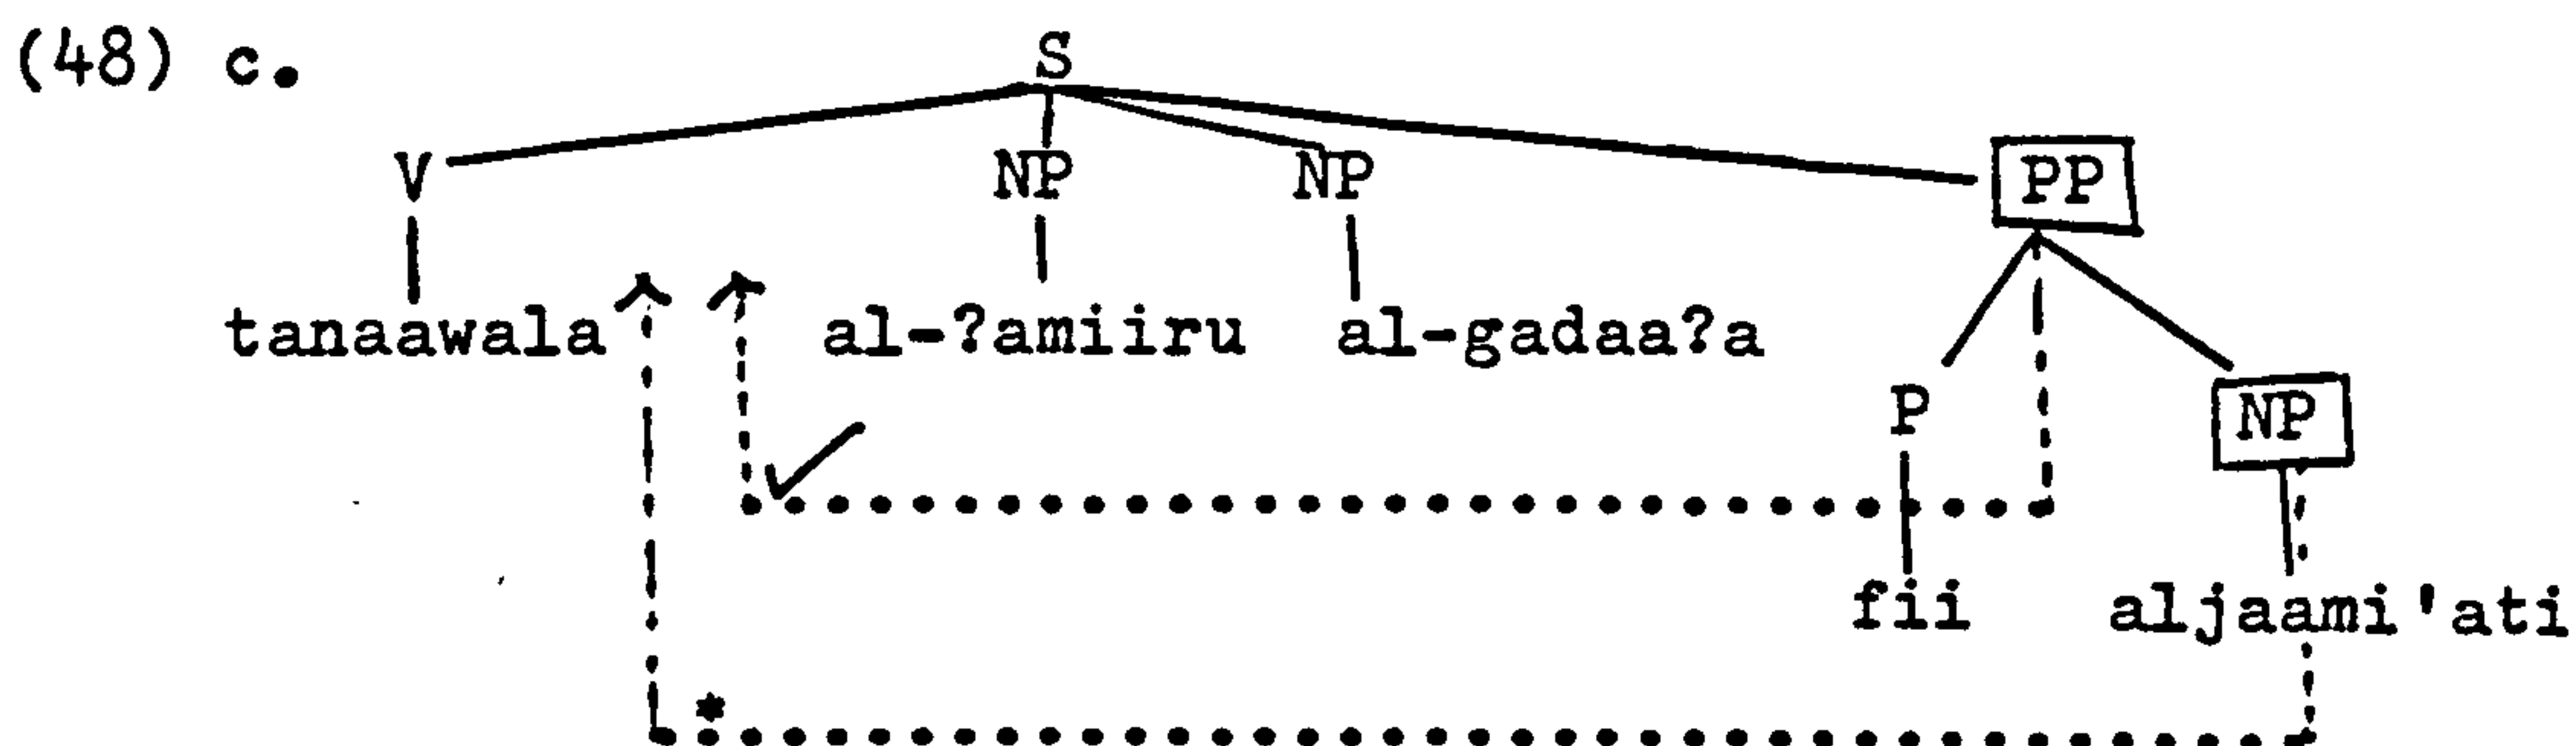 (48) c.
S
V NP NP PP
tanaawala al-?amiiru al-gadaa?a
P NP
fii aljaami'ati
*